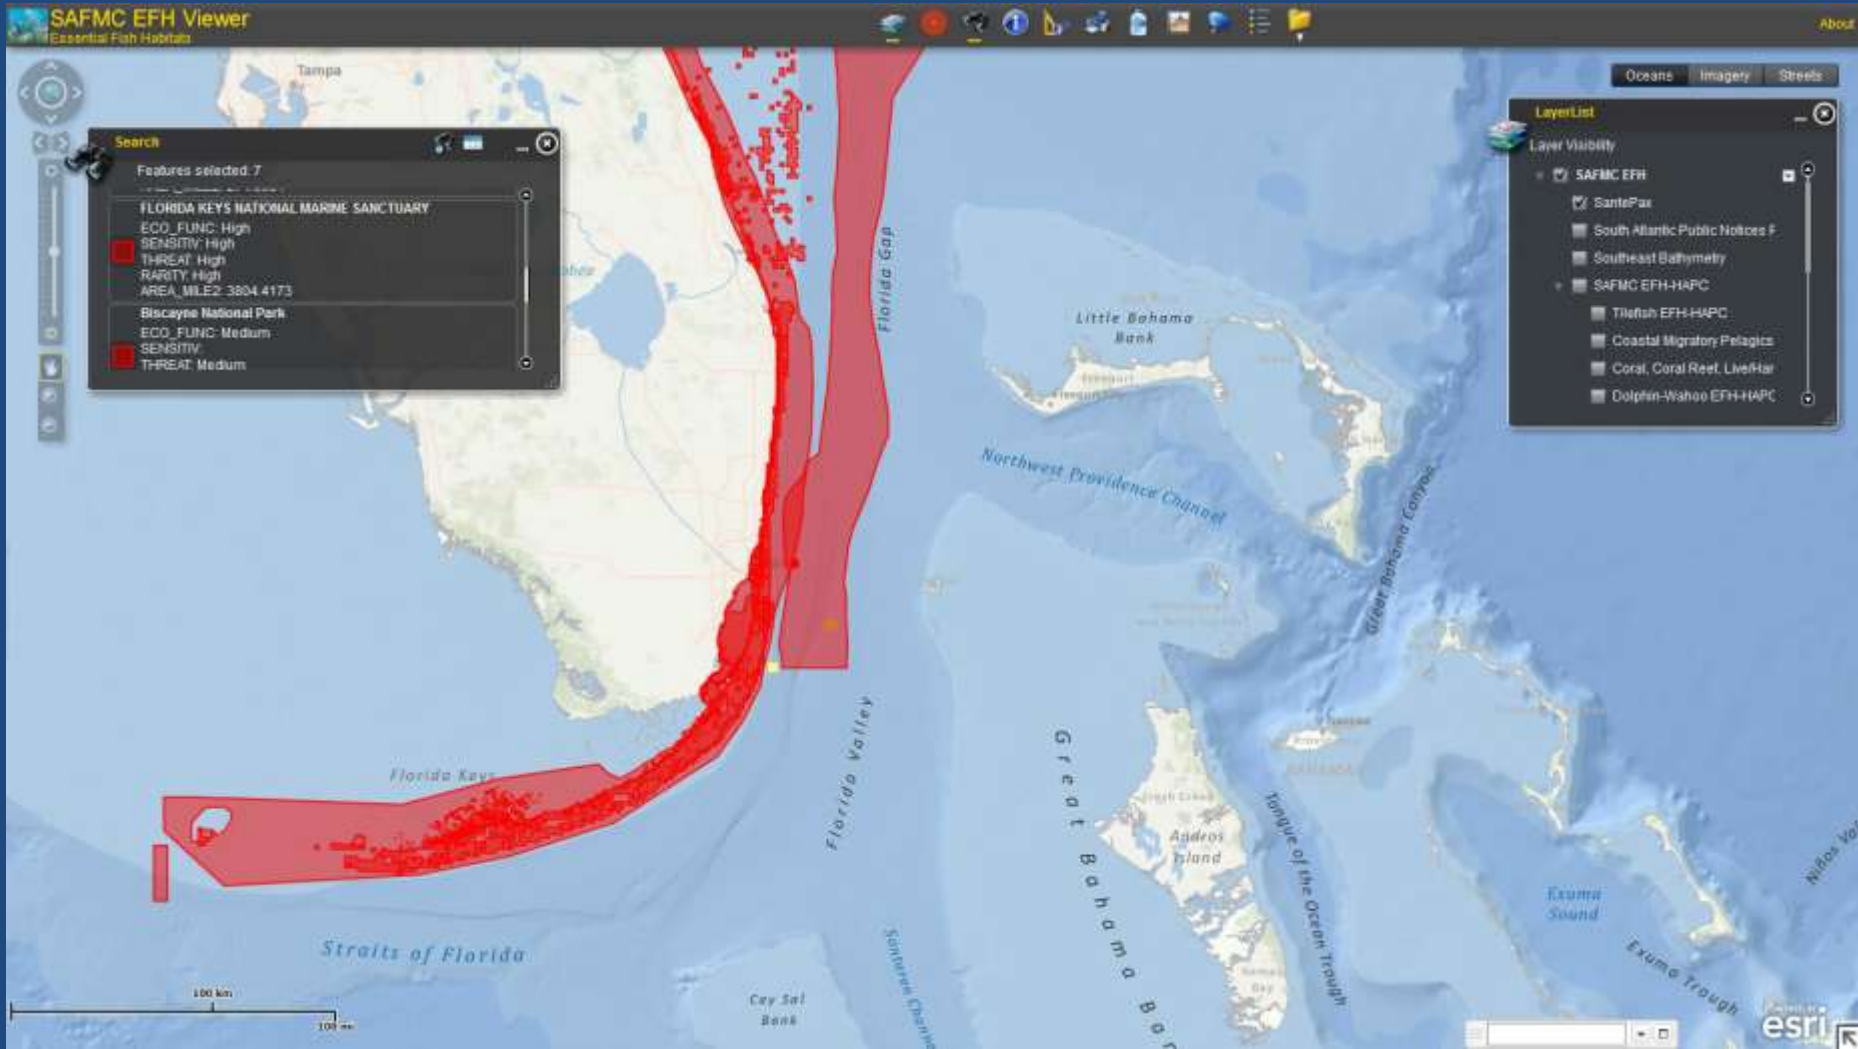 SAFMC EFH Viewer
Essential Fish Habitats
About
Oceans
Imagery
Streets
Tampa
Search
Features selected: 7
FLORIDA KEYS NATIONAL MARINE SANCTUARY
ECO_FUNC: High
SENSITIV: High
THREAT: High
RARITY: High
AREA_MILE2: 3804.4173
Biscayne National Park
ECO_FUNC: Medium
SENSITIV:
THREAT: Medium
LayerList
Layer Visibility
SAFMC EFH
SantePax
South Atlantic Public Notices F
Southeast Bathymetry
SAFMC EFH-HAPC
Tilefish EFH-HAPC
Coastal Migratory Pelagics
Coral, Coral Reef, Live/Har
Dolphin-Wahoo EFH-HAPC
Florida Gap
Little Bahama
Bank
Northwest Providence Channel
Great Bahama Canyon
Florida Keys
Florida Valley
Great Bahama Ban
Andros
Island
Tongue of the Ocean Trough
Exuma
Sound
Exuma Trough
Straits of Florida
Cay Sal
Bank
100 km
100 mi
esri